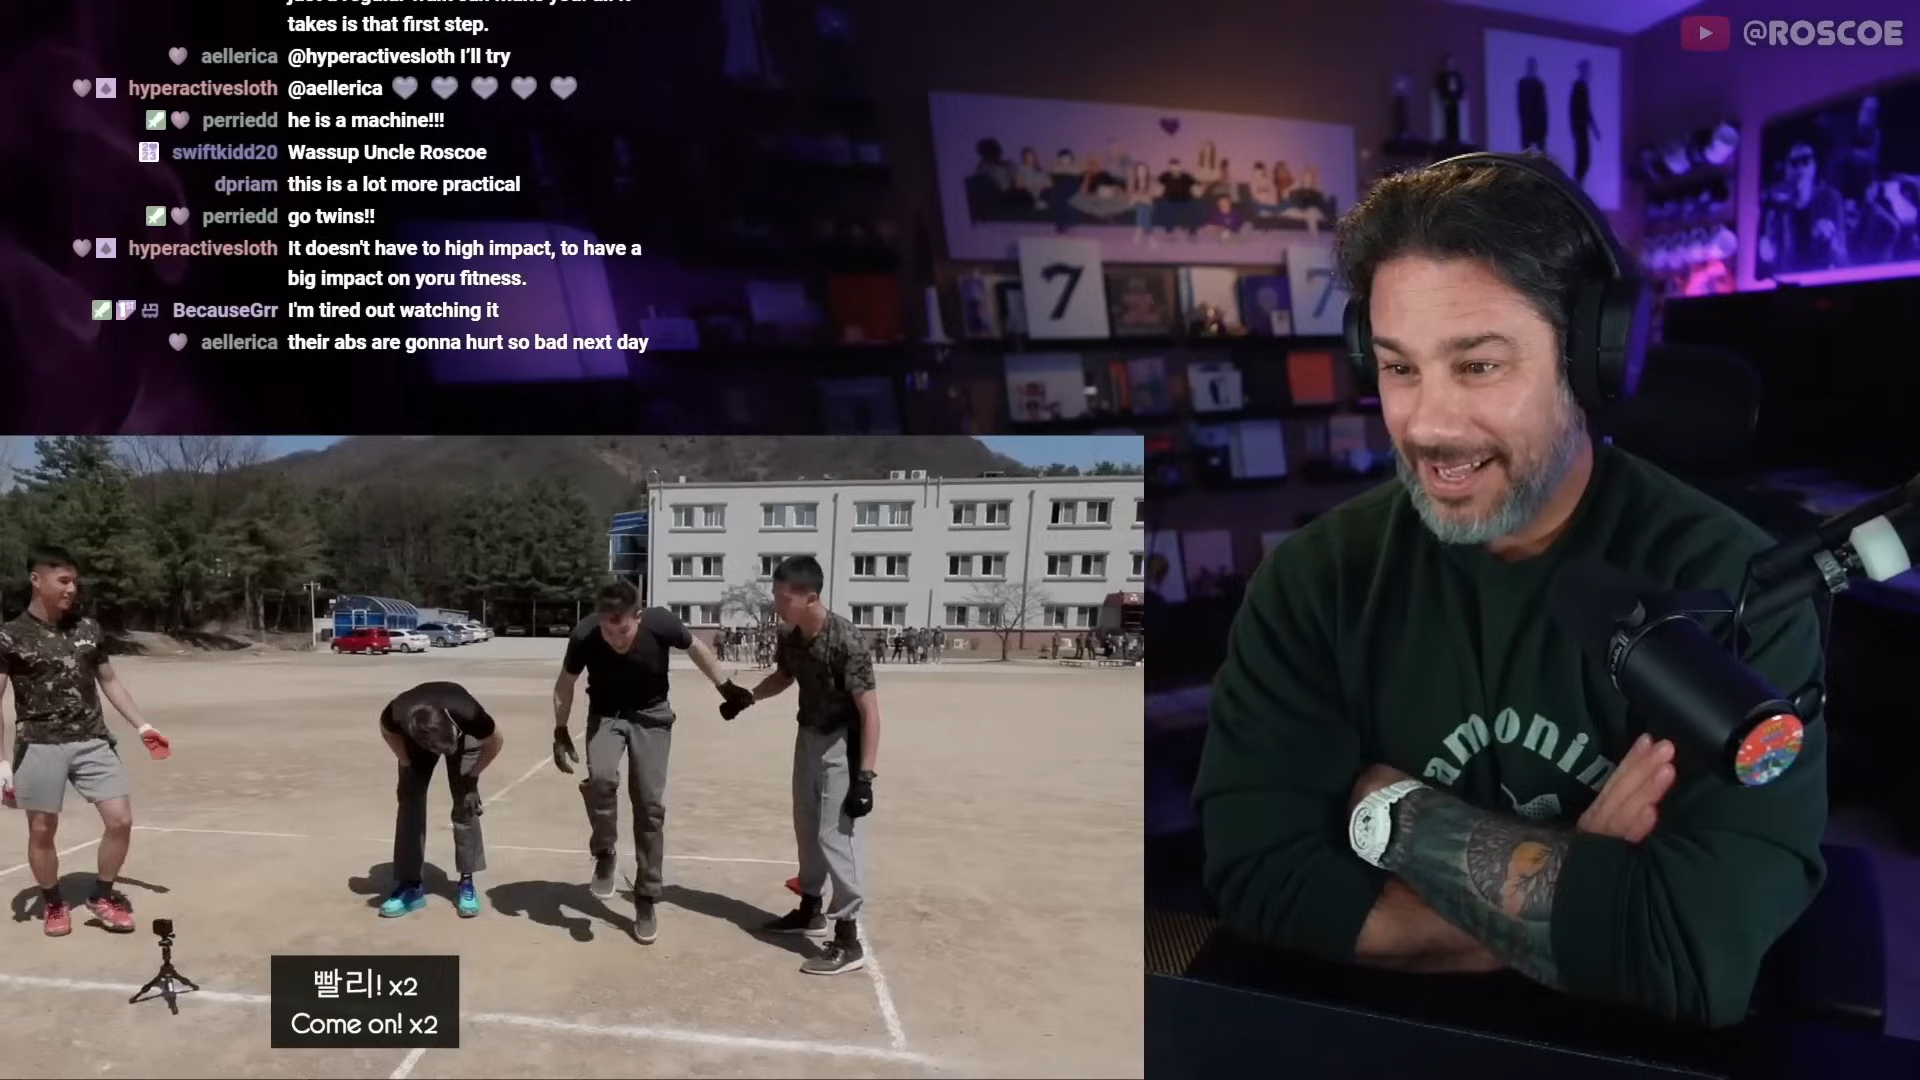 takes is that first step.
@ROSCOE
aellerica @hyperactivesloth I'll try
hyperactivesloth @aellerica
perriedd he is a machine!!!
swiftkidd20 Wassup Uncle Roscoe
dpriam this is a lot more practical
perriedd go twins!!
hyperactivesloth It doesn't have to high impact, to have a
big impact on yoru fitness.
BecauseGrr I'm tired out watching it
aellerica their abs are gonna hurt so bad next day
7
7
amonin
빨리! x2
Come on! x2